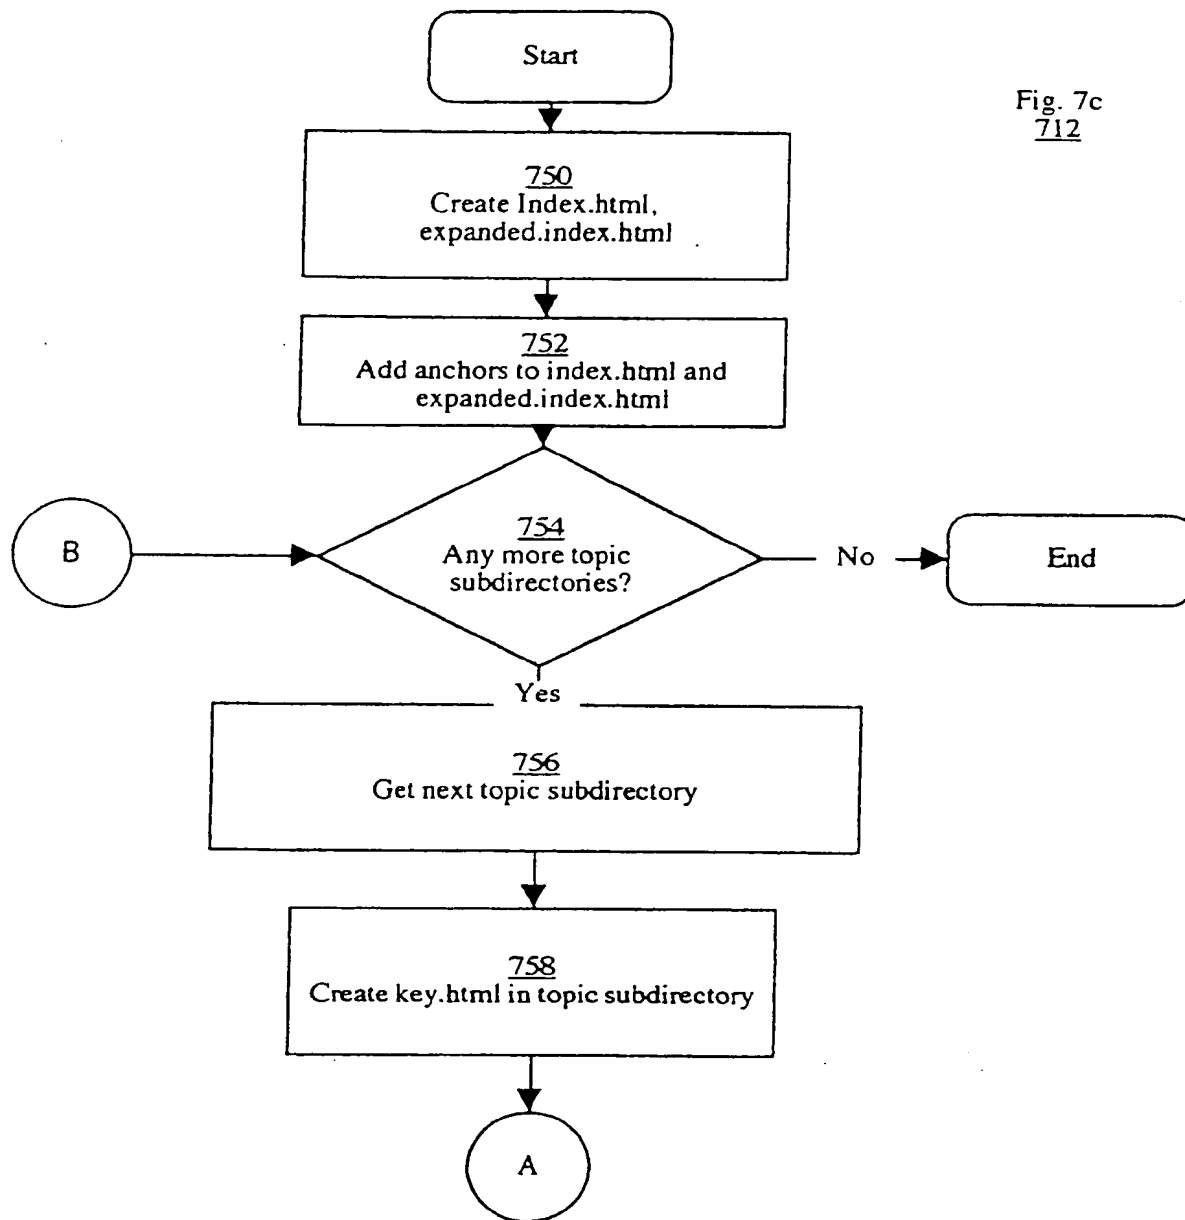 Start
Fig. 7c
712
750
Create Index.html,
expanded.index.html
752
Add anchors to index.html and
expanded.index.html
B
754
Any more topic
subdirectories?
No
End
Yes
756
Get next topic subdirectory
758
Create key.html in topic subdirectory
A